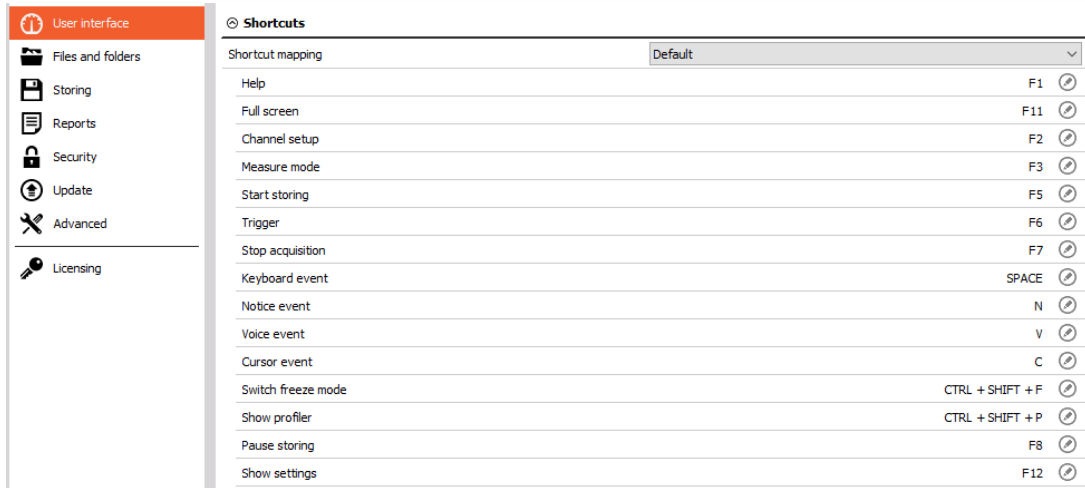 User interface
Files and folders
Storing
Reports
Security
Update
Advanced
Licensing
Shortcuts
Shortcut mapping Default
Help F1
Full screen F11
Channel setup F2
Measure mode F3
Start storing F5
Trigger F6
Stop acquisition F7
Keyboard event SPACE
Notice event N
Voice event V
Cursor event C
Switch freeze mode CTRL + SHIFT + F
Show profiler CTRL + SHIFT + P
Pause storing F8
Show settings F12